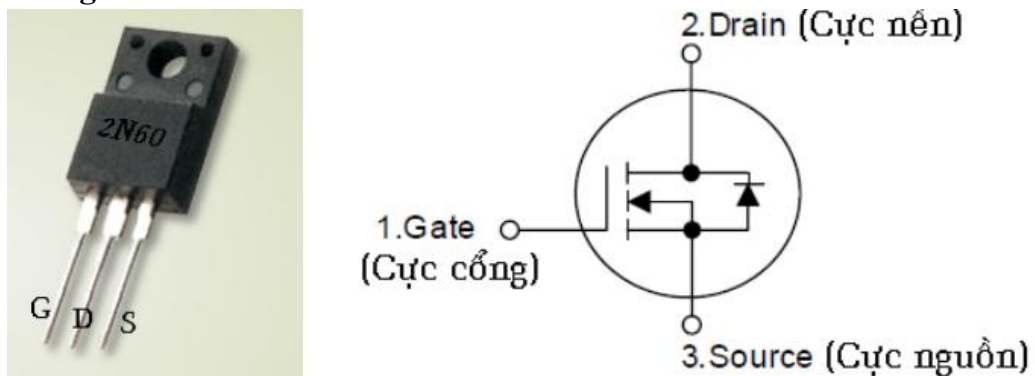 2N60
G D S
2.Drain (Cực nền)
1.Gate
(Cực cổng)
3.Source (Cực nguồn)